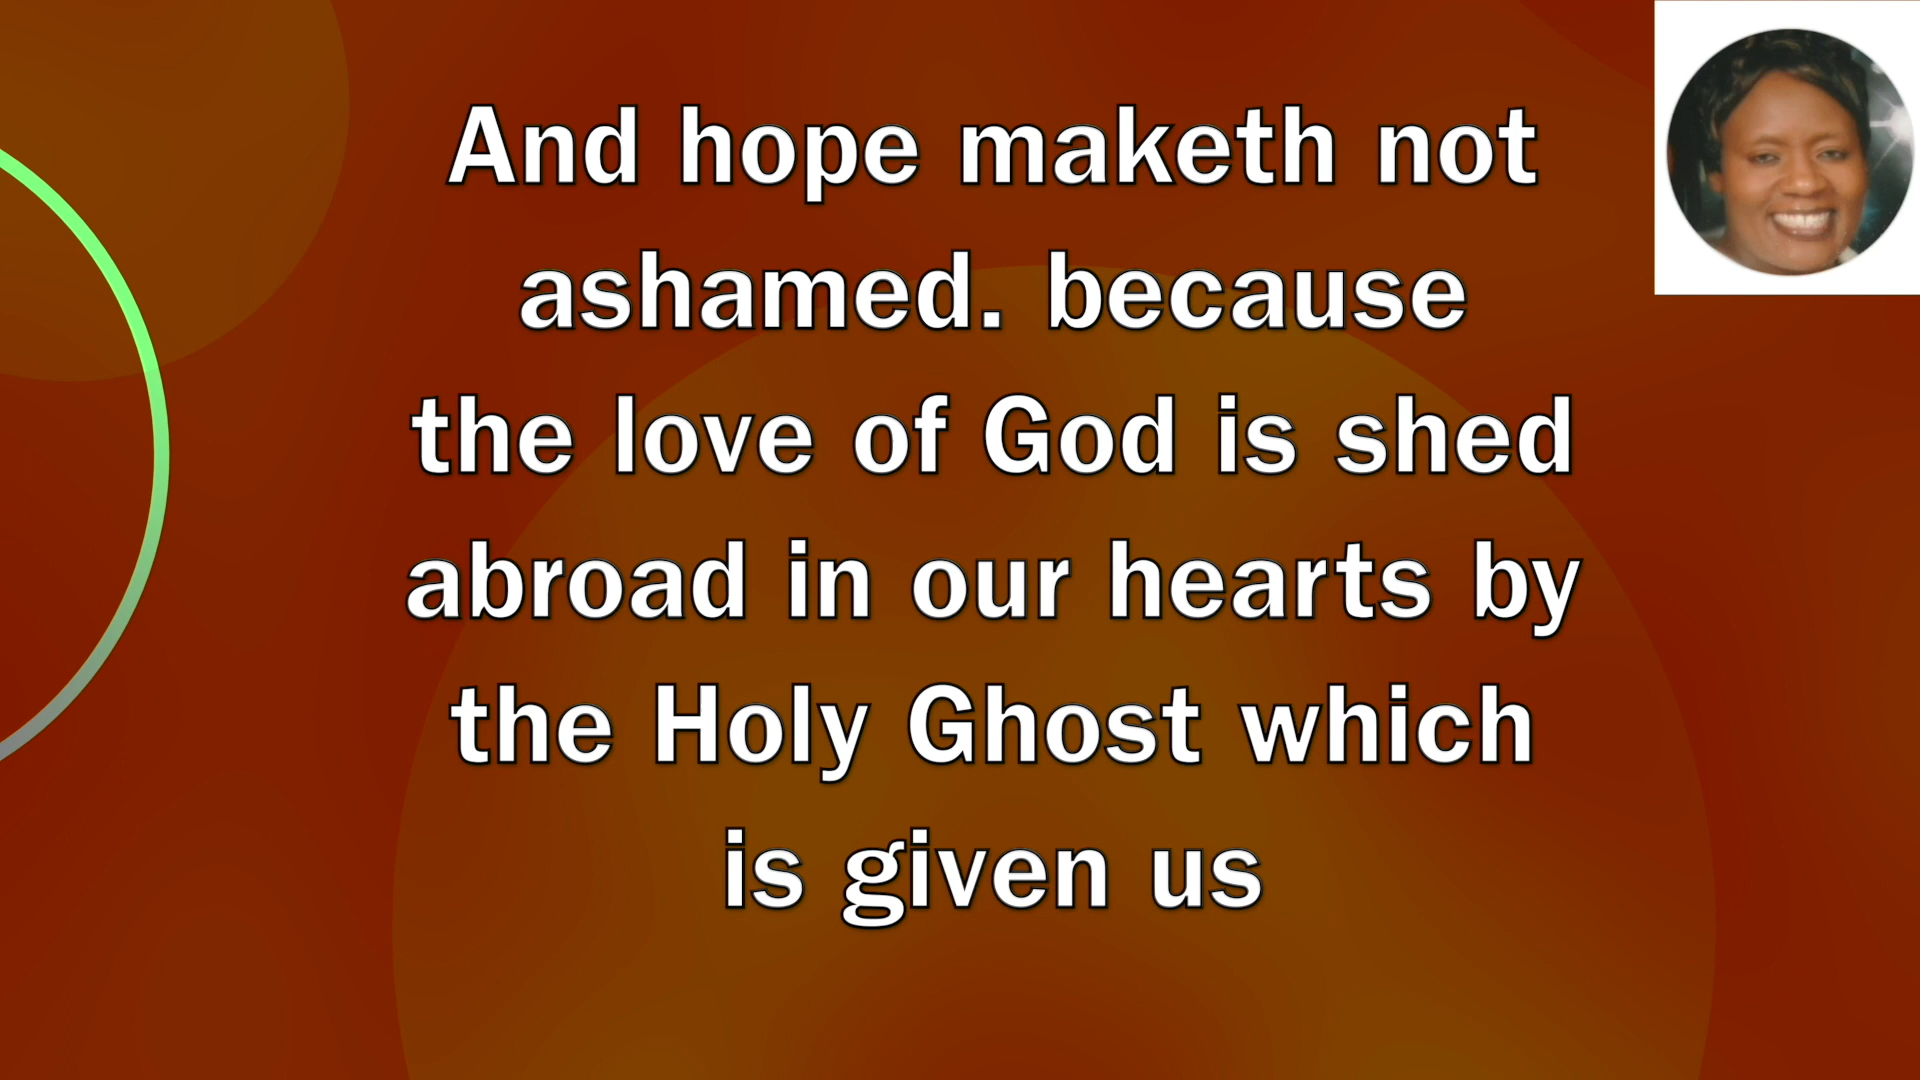 And hope maketh not
ashamed. because
the love of God is shed
abroad in our hearts by
the Holy Ghost which
is given us